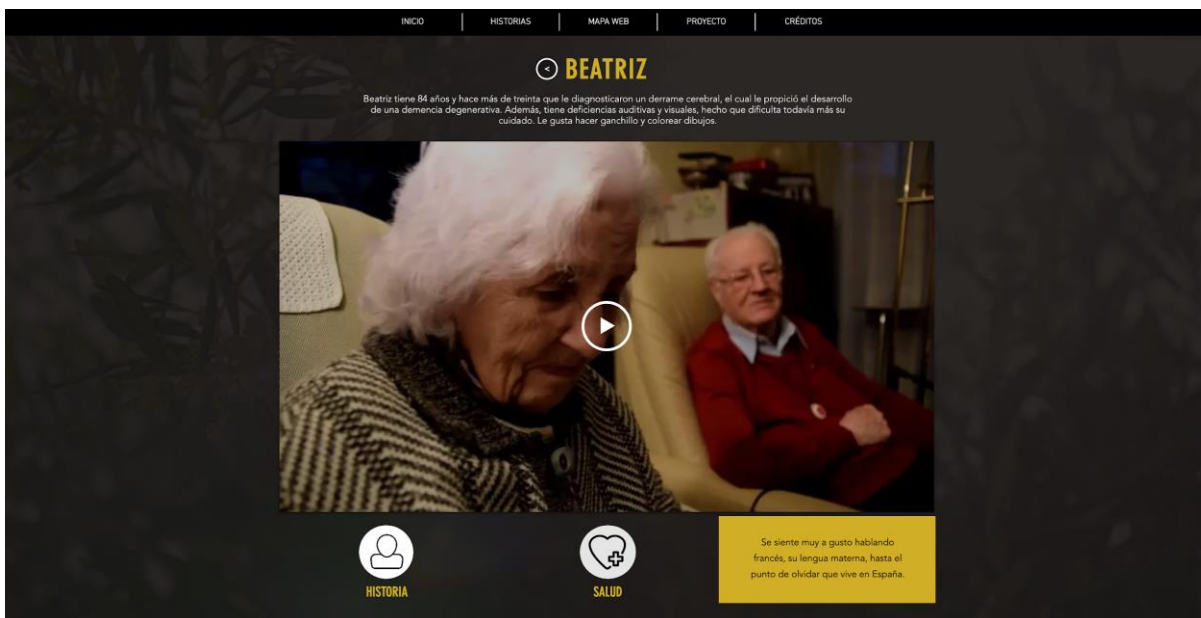 INICIO
HISTORIAS
MAPA WEB
PROYECTO
CRÉDITOS
< BEATRIZ
Beatriz tiene 84 años y hace más de treinta que le diagnosticaron un derrame cerebral, el cual le propició el desarrollo
de una demencia degenerativa. Además, tiene deficiencias auditivas y visuales, hecho que dificulta todavía más su
cuidado. Le gusta hacer ganchillo y colorear dibujos.
HISTORIA
SALUD
Se siente muy a gusto hablando
francés, su lengua materna, hasta el
punto de olvidar que vive en España.